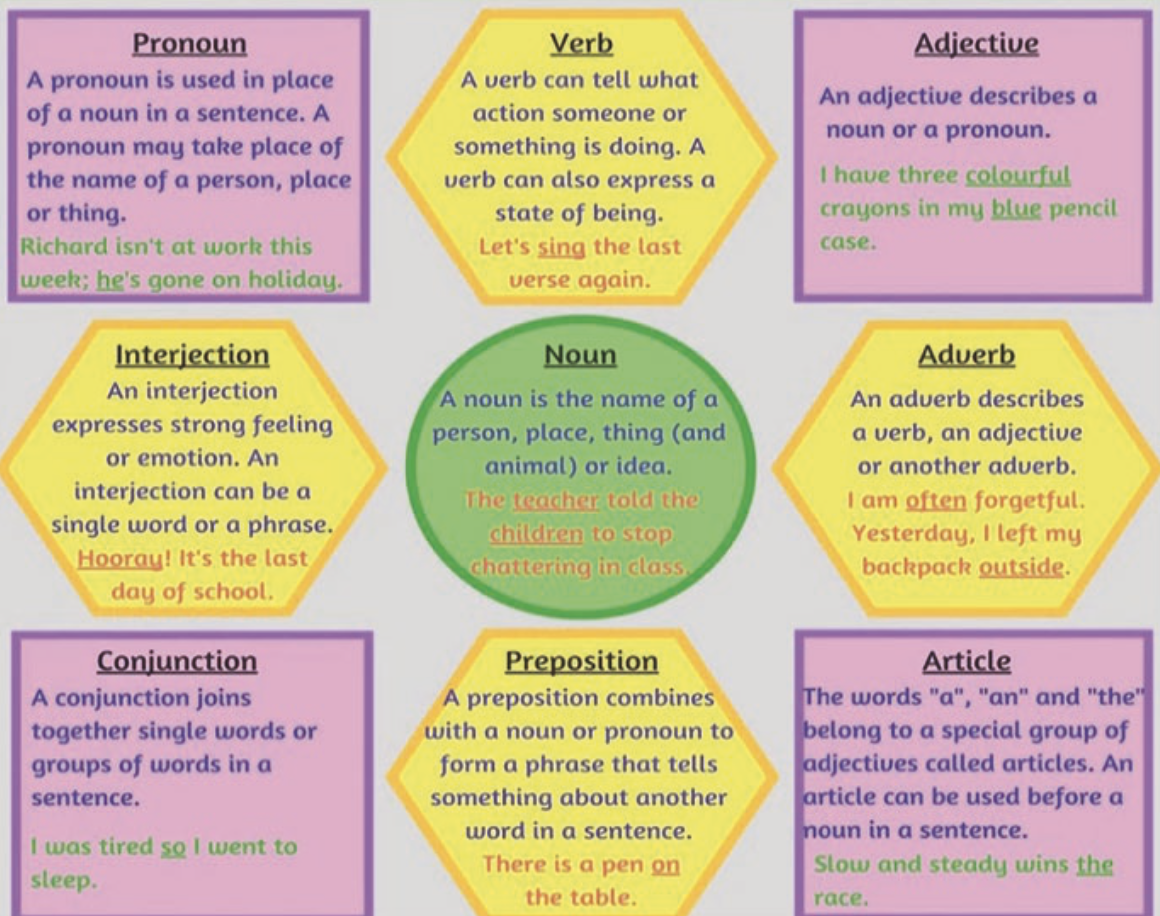 Pronoun
A pronoun is used in place
of a noun in a sentence. A
pronoun may take place of
the name of a person, place
or thing.
Richard isn't at work this
week; he's gone on holiday.
Verb
A verb can tell what
action someone or
something is doing. A
verb can also express a
state of being.
Let's sing the last
verse again.
Adjective
An adjective describes a
noun or a pronoun.
I have three colourful
crayons in my blue pencil
case.
Interjection
An interjection
expresses strong feeling
or emotion. An
interjection can be a
single word or a phrase.
Hooray! It's the last
day of school.
Noun
A noun is the name of a
person, place, thing (and
animal) or idea.
The teacher told the
children to stop
chattering in class.
Adverb
An adverb describes
a verb, an adjective
or another adverb.
I am often forgetful.
Yesterday, I left my
backpack outside.
Conjunction
A conjunction joins
together single words or
groups of words in a
sentence.
I was tired so I went to
sleep.
Preposition
A preposition combines
with a noun or pronoun to
form a phrase that tells
something about another
word in a sentence.
There is a pen on
the table.
Article
The words "a", "an" and "the"
belong to a special group of
adjectives called articles. An
article can be used before a
noun in a sentence.
Slow and steady wins the
race.